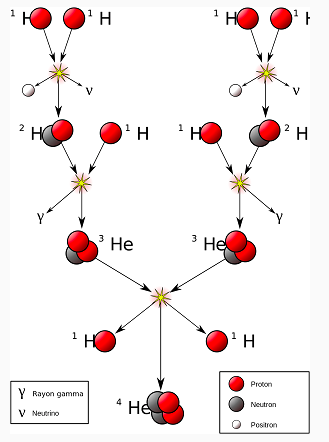 ¹ H ¹ H ¹ H ¹ H
ν ν
² H ¹ H ¹ H ² H
γ γ
³ He ³ He
¹ H ¹ H
⁴ He
γ Rayon gamma
ν Neutrino
Proton
Neutron
Positron